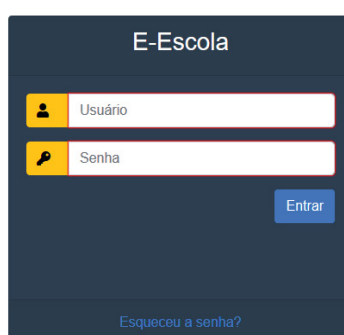 E-Escola
Usuário
Senha
Entrar
Esqueceu a senha?